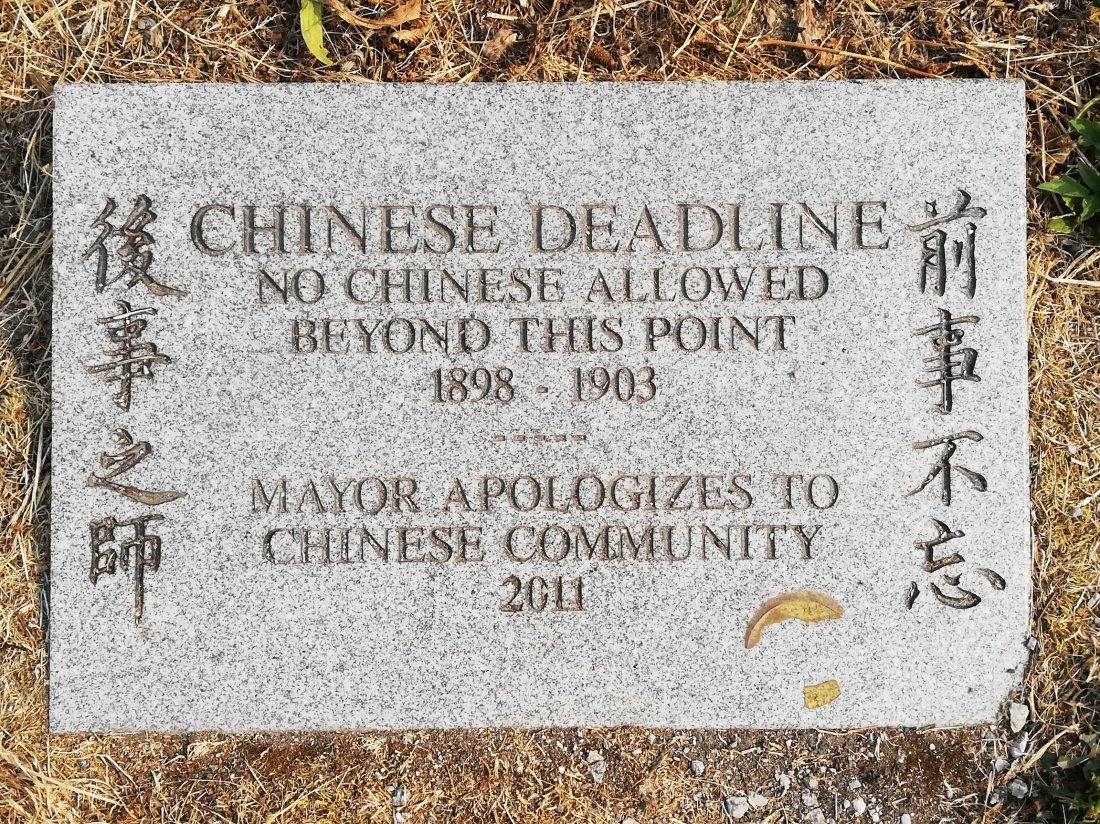 CHINESE DEADLINE
NO CHINESE ALLOWED
BEYOND THIS POINT
1898 - 1903
-----
MAYOR APOLOGIZES TO
CHINESE COMMUNITY
2011
前事不忘
後事之師